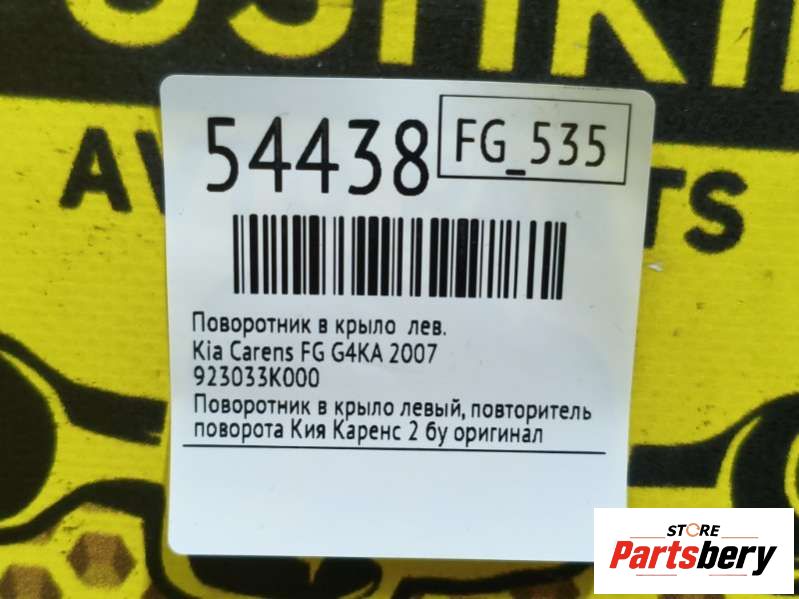 54438
FG_535
Поворотник в крыло лев.
Kia Carens FG G4KA 2007
923033K000
Поворотник в крыло левый, повторитель
поворота Кия Каренс 2 бу оригинал
STORE
Partsbery